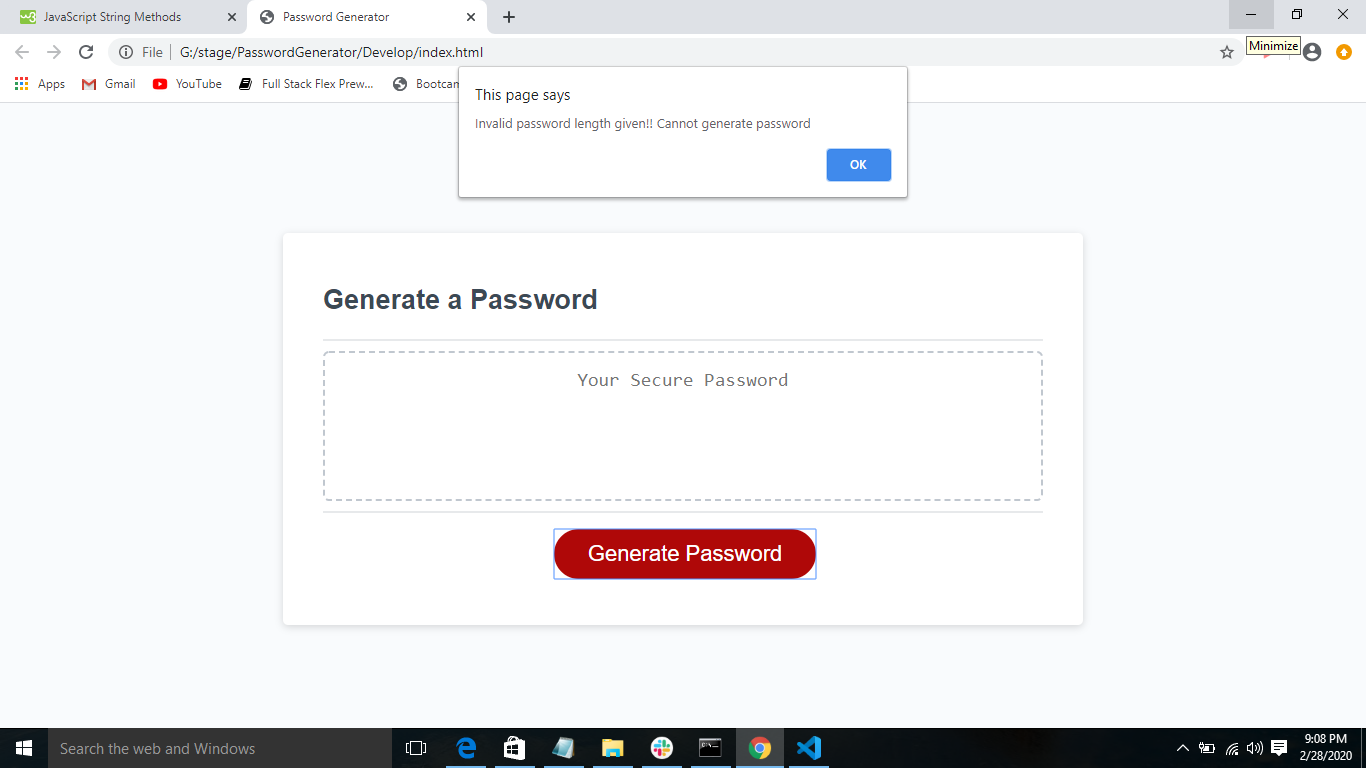 JavaScript String Methods
Password Generator
File
G:/stage/PasswordGenerator/Develop/index.html
Minimize
Apps
Gmail
YouTube
Full Stack Flex Prew...
Bootcam
This page says
Invalid password length given!! Cannot generate password
OK
Generate a Password
Your Secure Password
Generate Password
Search the web and Windows
9:08 PM
2/28/2020